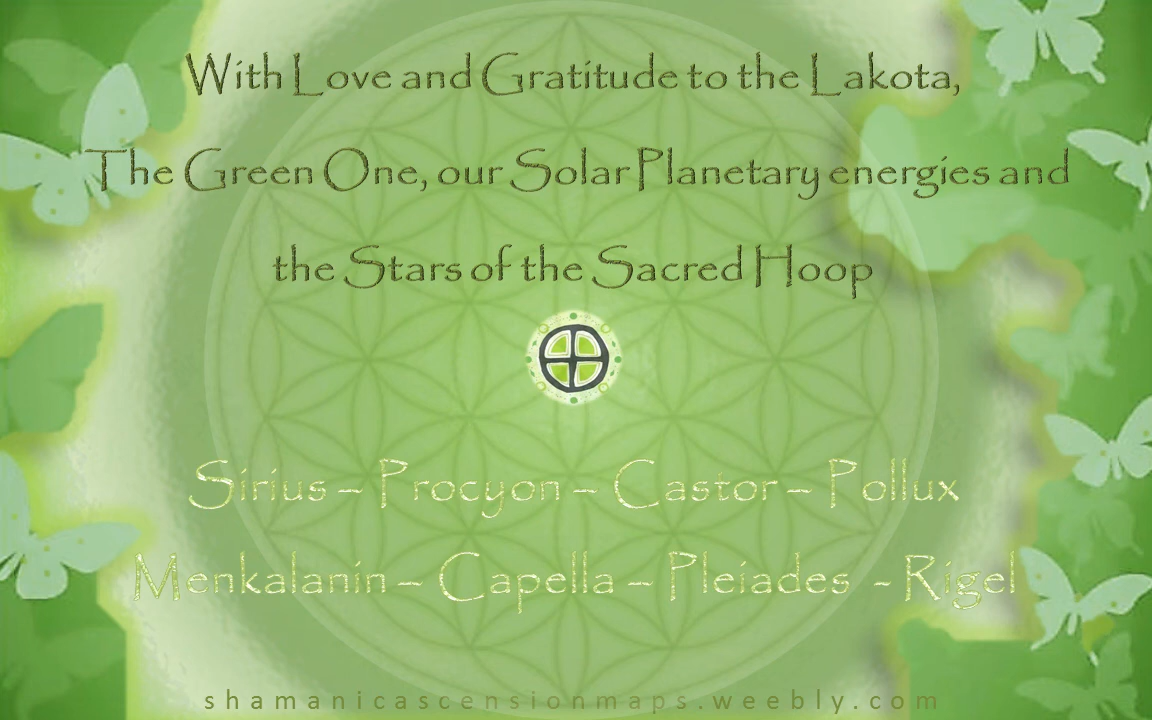 With Love and Gratitude to the Lakota,
The Green One, our Solar Planetary energies and
the Stars of the Sacred Hoop
Sirius – Procyon – Castor – Pollux
Menkalanin – Capella – Pleiades - Rigel
shamanicascensionmaps.weebly.com